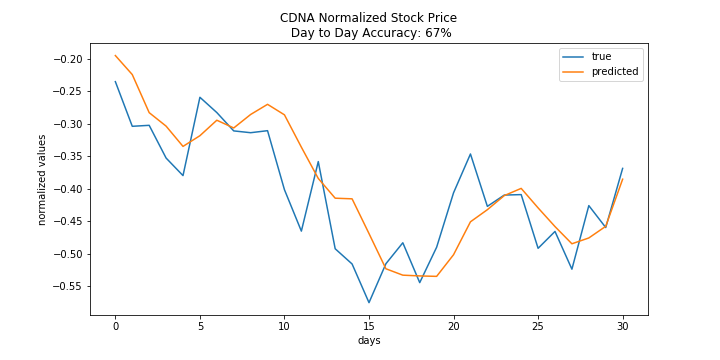 CDNA Normalized Stock Price
Day to Day Accuracy: 67%
true
predicted
normalized values
−0.20
−0.25
−0.30
−0.35
−0.40
−0.45
−0.50
−0.55
0
5
10
15
20
25
30
days